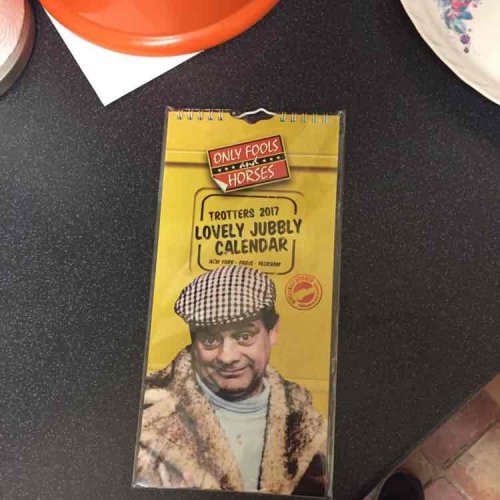 ONLY FOOLS
and
HORSES
TROTTERS 2017
LOVELY JUBBLY
CALENDAR
NEW YORK - PARIS - PECKHAM